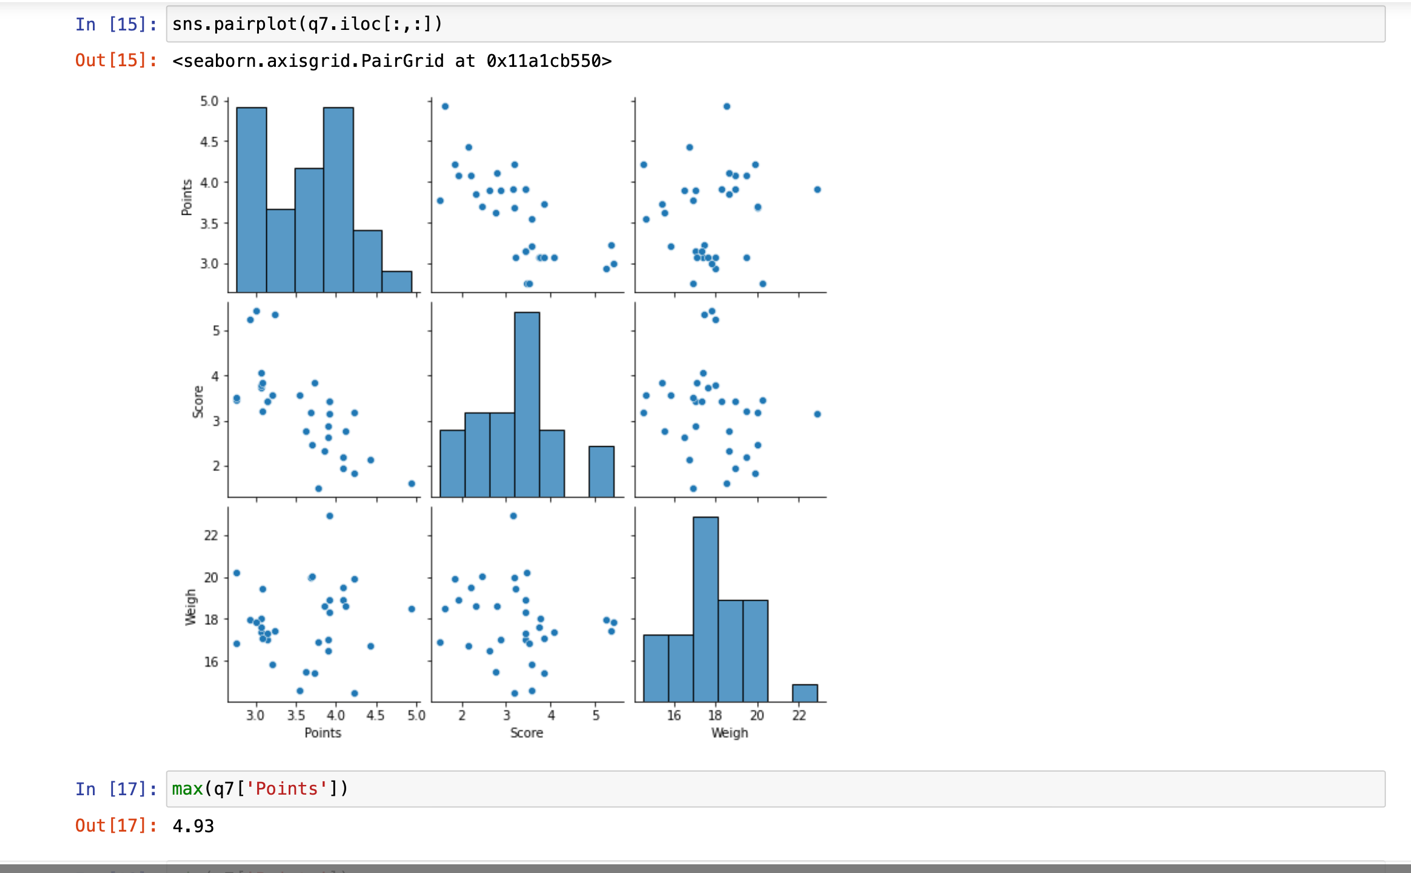 In [15]: sns.pairplot(q7.iloc[:,:])
Out[15]: <seaborn.axisgrid.PairGrid at 0x11a1cb550>
5.0
4.5
4.0
3.5
3.0
Points
5
4
3
2
Score
22
20
18
16
Weigh
3.0 3.5 4.0 4.5 5.0 2 3 4 5 16 18 20 22
Points Score Weigh
In [17]: max(q7['Points'])
Out[17]: 4.93